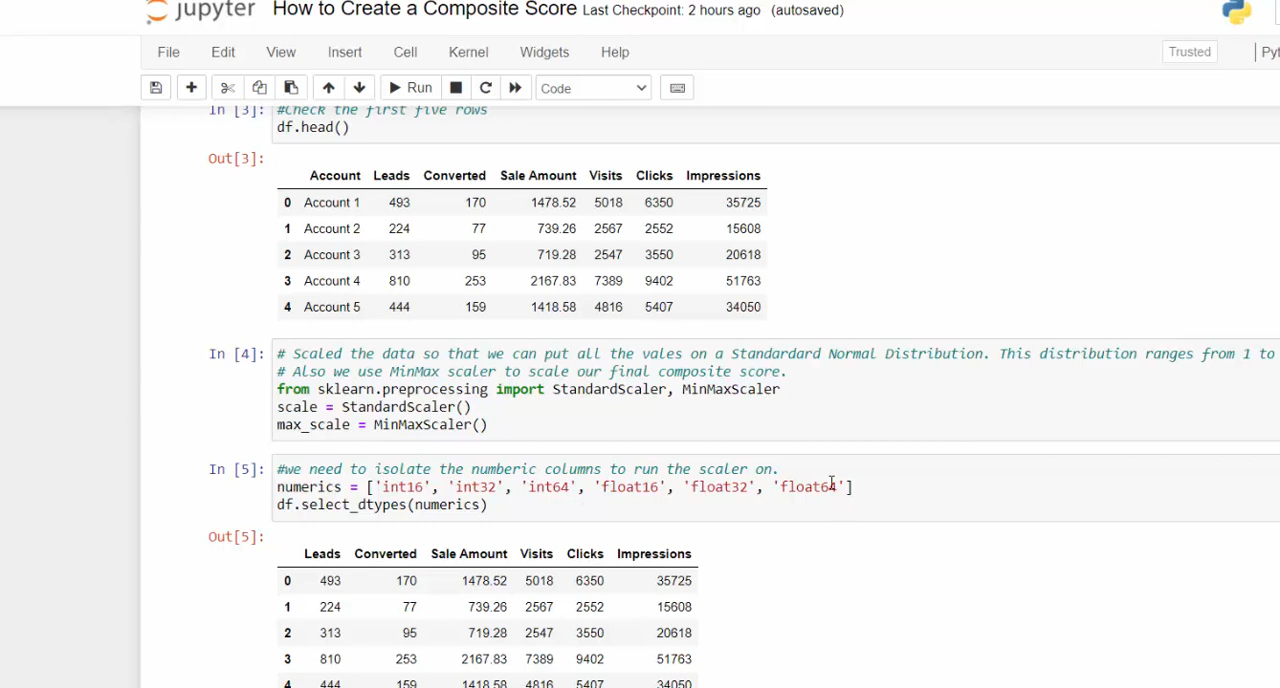 jupyter How to Create a Composite Score Last Checkpoint: 2 hours ago (autosaved)
File Edit View Insert Cell Kernel Widgets Help Trusted
Run Code
In [3]: #Check the first five rows
df.head()
Out[3]:
Account Leads Converted Sale Amount Visits Clicks Impressions
0 Account 1 493 170 1478.52 5018 6350 35725
1 Account 2 224 77 739.26 2567 2552 15608
2 Account 3 313 95 719.28 2547 3550 20618
3 Account 4 810 253 2167.83 7389 9402 51763
4 Account 5 444 159 1418.58 4816 5407 34050
In [4]: # Scaled the data so that we can put all the vales on a Standardard Normal Distribution. This distribution ranges from 1 to
# Also we use MinMax scaler to scale our final composite score.
from sklearn.preprocessing import StandardScaler, MinMaxScaler
scale = StandardScaler()
max_scale = MinMaxScaler()
In [5]: #we need to isolate the numberic columns to run the scaler on.
numerics = ['int16', 'int32', 'int64', 'float16', 'float32', 'float64']
df.select_dtypes(numerics)
Out[5]:
Leads Converted Sale Amount Visits Clicks Impressions
0 493 170 1478.52 5018 6350 35725
1 224 77 739.26 2567 2552 15608
2 313 95 719.28 2547 3550 20618
3 810 253 2167.83 7389 9402 51763
4 444 159 1418.58 4816 5407 34050